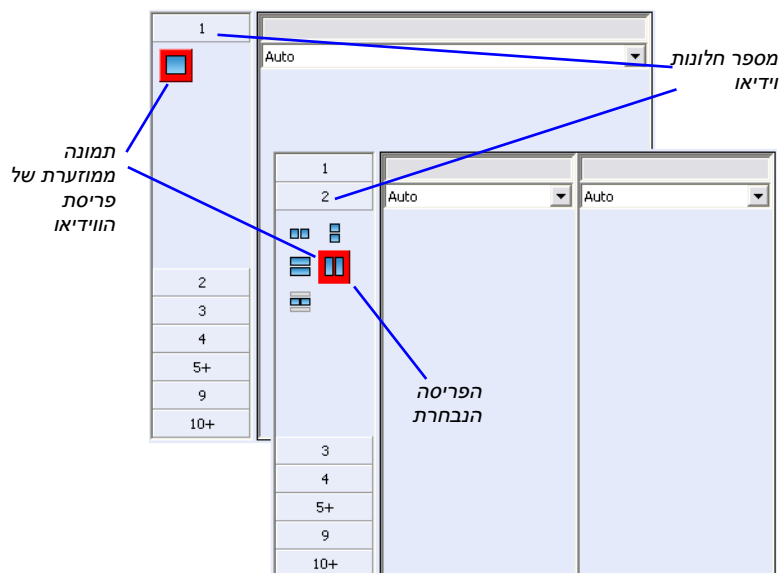 1
Auto
מספר חלונות
וידיאו
תמונה
ממוזערת של
פריסת
הווידיאו
2
3
4
5+
9
10+
1
2
Auto
Auto
הפריסה
הנבחרת
3
4
5+
9
10+